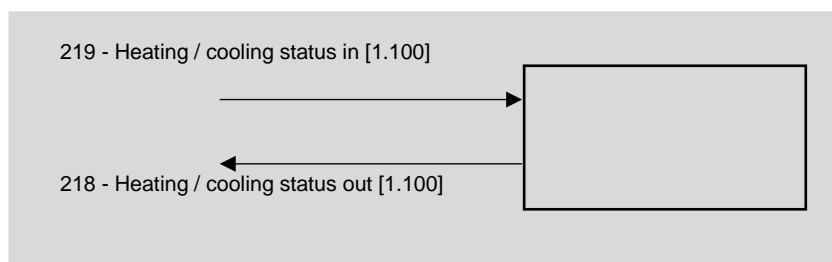 219 - Heating / cooling status in [1.100]
218 - Heating / cooling status out [1.100]